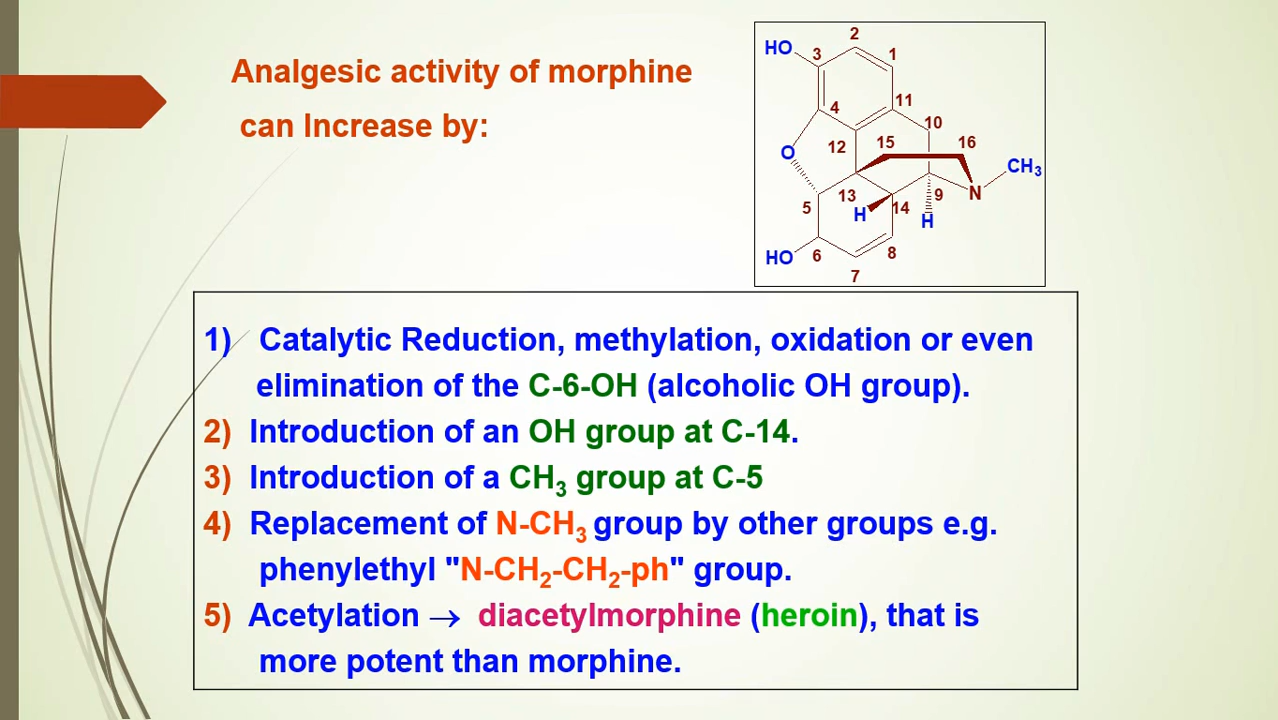 Analgesic activity of morphine
can Increase by:
HO
3
2
1
4
11
10
12
15
16
O
CH3
13
9
N
5
H
14
H
HO
6
8
7
1) Catalytic Reduction, methylation, oxidation or even
elimination of the C-6-OH (alcoholic OH group).
2) Introduction of an OH group at C-14.
3) Introduction of a CH3 group at C-5
4) Replacement of N-CH3 group by other groups e.g.
phenylethyl "N-CH2-CH2-ph" group.
5) Acetylation → diacetylmorphine (heroin), that is
more potent than morphine.